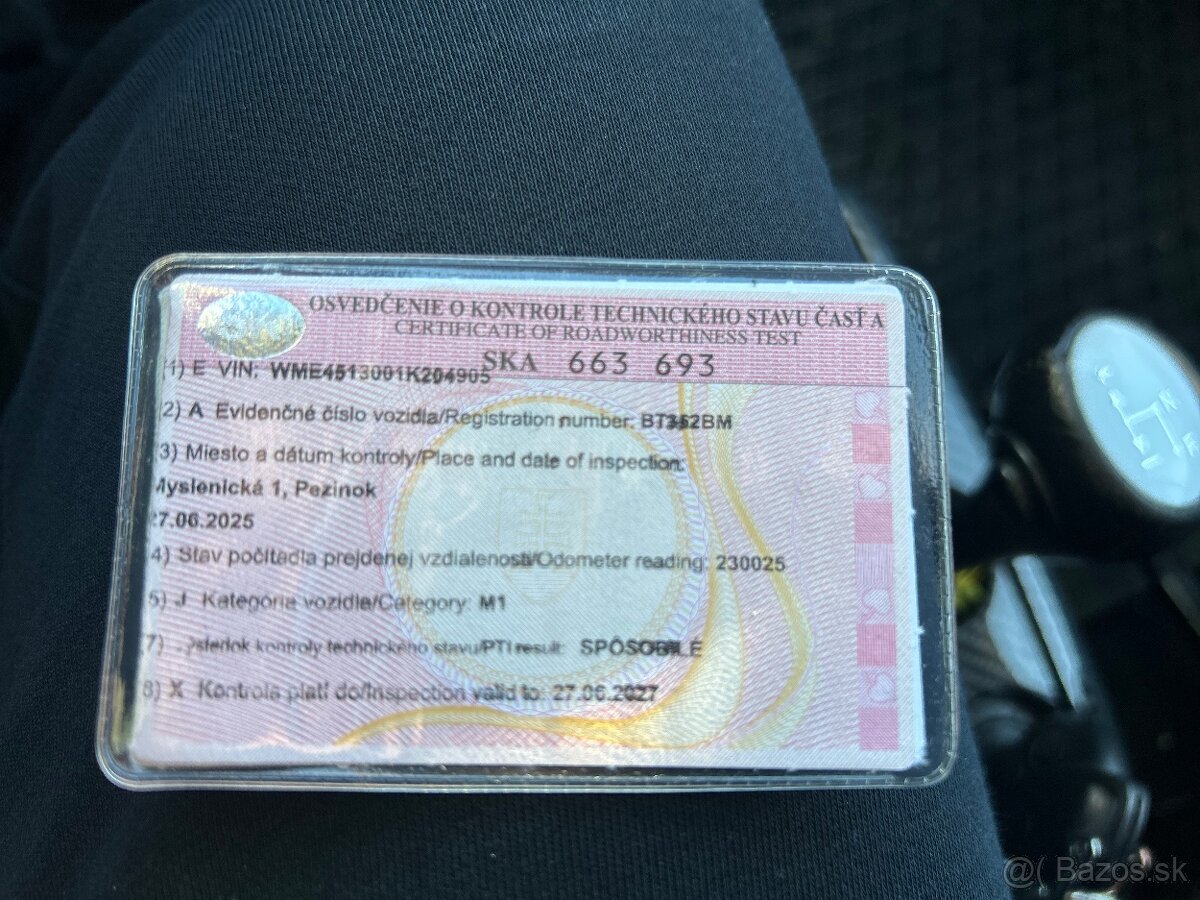 OSVEDČENIE O KONTROLE TECHNICKÉHO STAVU ČASŤ A
CERTIFICATE OF ROADWORTHINESS TEST
SKA 663 693
1) E VIN: WME4513001K204905
2) A Evidenčné číslo vozidla/Registration number: BT352BM
3) Miesto a dátum kontroly/Place and date of inspection:
Myslenická 1, Pezinok
27.06.2025
4) Stav počítadla prejdenej vzdialenosti/Odometer reading: 230025
5) J Kategória vozidla/Category: M1
7) kontroly technického stavu/PTI result: SPÔSOBILÉ
8) X Kontrola platí do/Inspection valid to: 27.06.2027
@( Bazos.sk